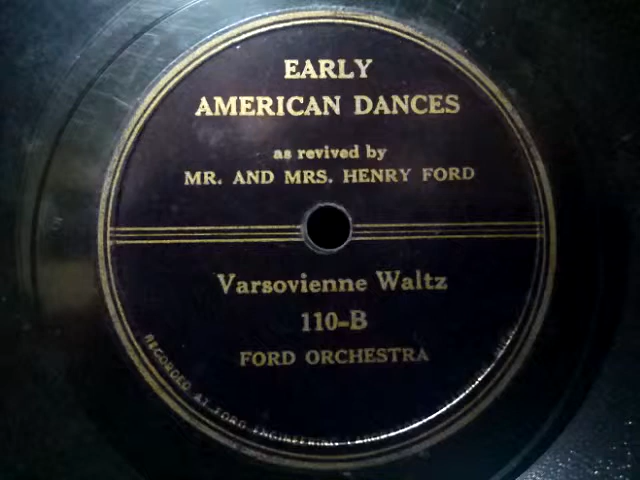 EARLY
AMERICAN DANCES
as revived by
MR. AND MRS. HENRY FORD
Varsovienne Waltz
110-B
FORD ORCHESTRA
RECORDED AT FORD ENGINEERING